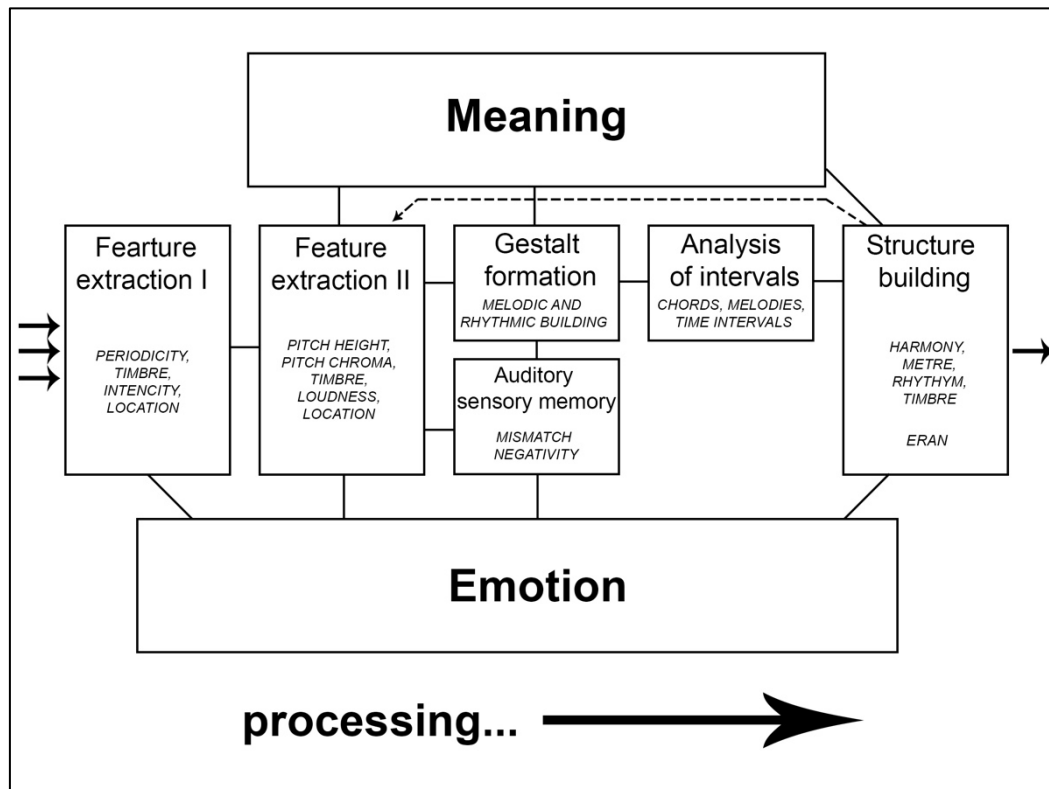 Meaning
Fearture
extraction I
PERIODICITY,
TIMBRE,
INTENCITY,
LOCATION
Feature
extraction II
PITCH HEIGHT,
PITCH CHROMA,
TIMBRE,
LOUDNESS,
LOCATION
Gestalt
formation
MELODIC AND
RHYTHMIC BUILDING
Auditory
sensory memory
MISMATCH
NEGATIVITY
Analysis
of intervals
CHORDS, MELODIES,
TIME INTERVALS
Structure
building
HARMONY,
METRE,
RHYTHYM,
TIMBRE
ERAN
Emotion
processing...